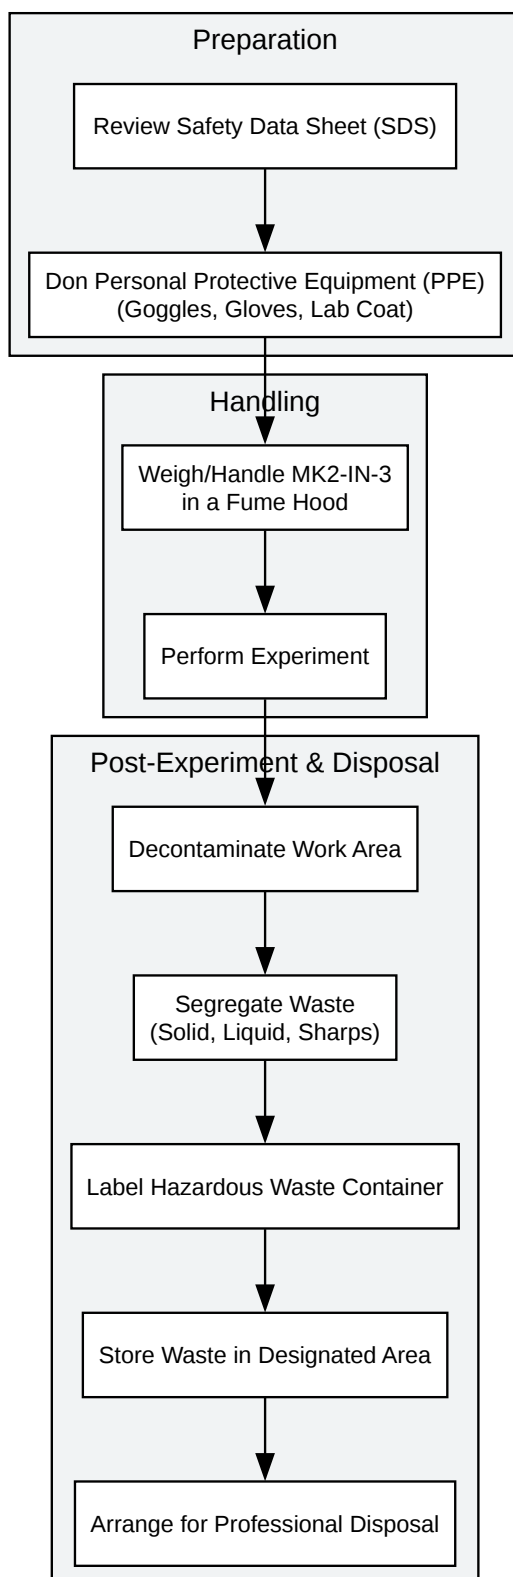 Preparation
Review Safety Data Sheet (SDS)
Don Personal Protective Equipment (PPE)
(Goggles, Gloves, Lab Coat)
Handling
Weigh/Handle MK2-IN-3
in a Fume Hood
Perform Experiment
Post-Experiment & Disposal
Decontaminate Work Area
Segregate Waste
(Solid, Liquid, Sharps)
Label Hazardous Waste Container
Store Waste in Designated Area
Arrange for Professional Disposal